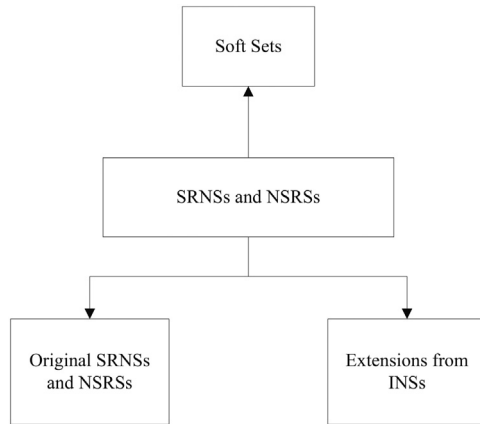 Soft Sets
SRNSs and NSRSs
Original SRNSs
and NSRSs
Extensions from
INSs